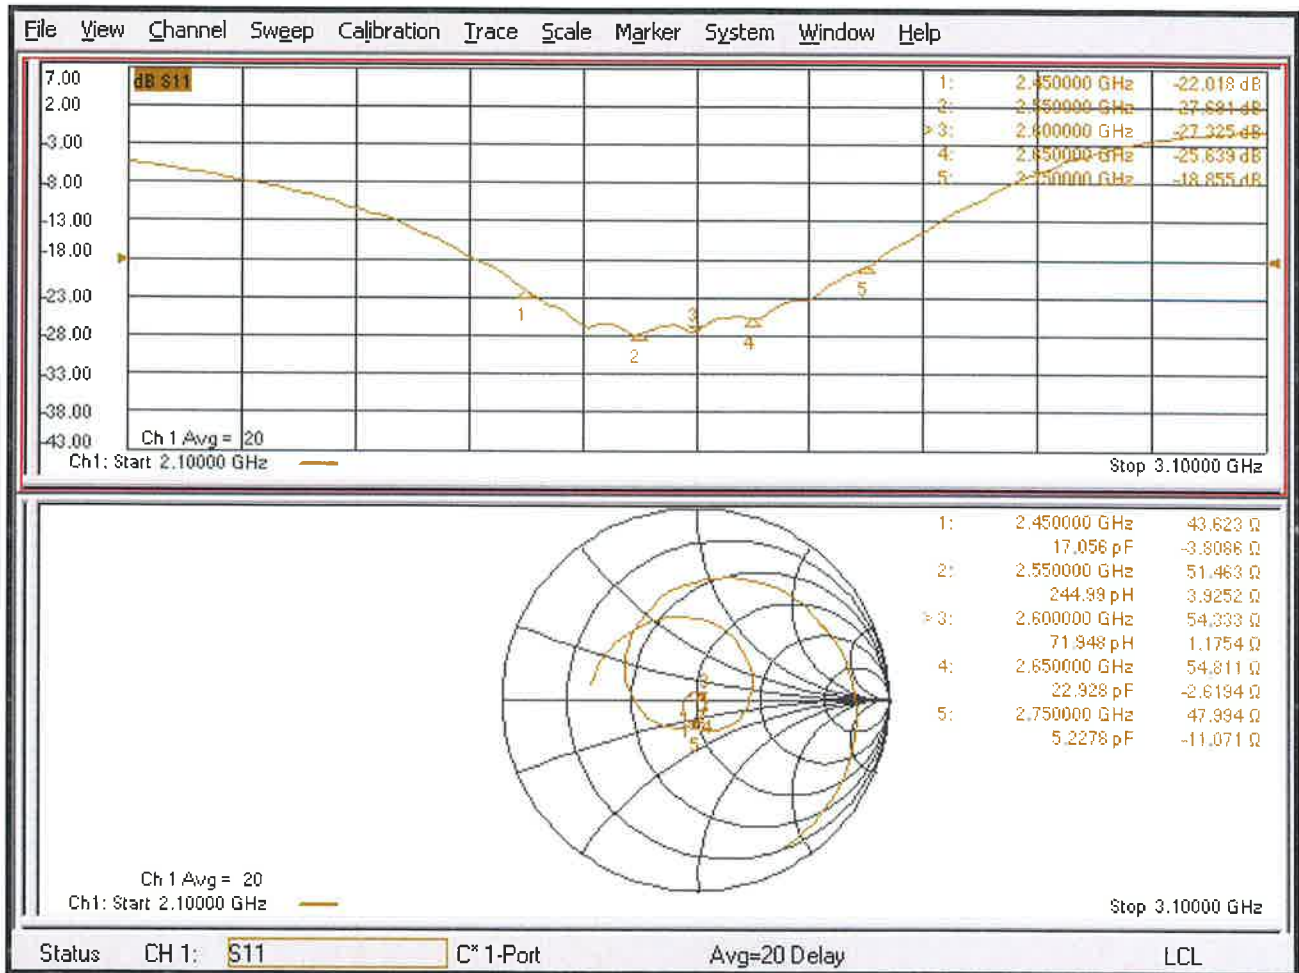 File View Channel Sweep Calibration Trace Scale Marker System Window Help
7.00
2.00
-3.00
-8.00
-13.00
-18.00
-23.00
-28.00
-33.00
-38.00
-43.00
dB S11
1: 2.450000 GHz -22.018 dB
2: 2.550000 GHz -27.691 dB
> 3: 2.600000 GHz -27.325 dB
4: 2.650000 GHz -25.639 dB
5: 2.750000 GHz -18.855 dB
1
2
3
4
5
Ch 1 Avg = 20
Ch1: Start 2.10000 GHz
Stop 3.10000 GHz
1: 2.450000 GHz 43.623 Ω
17.056 pF -3.8086 Ω
2: 2.550000 GHz 51.463 Ω
244.99 pH 3.9252 Ω
> 3: 2.600000 GHz 54.333 Ω
71.948 pH 1.1754 Ω
4: 2.650000 GHz 54.811 Ω
22.928 pF -2.6194 Ω
5: 2.750000 GHz 47.994 Ω
5.2278 pF -11.071 Ω
3
4
5
Ch 1 Avg = 20
Ch1: Start 2.10000 GHz
Stop 3.10000 GHz
Status CH 1: S11 C* 1-Port Avg=20 Delay LCL